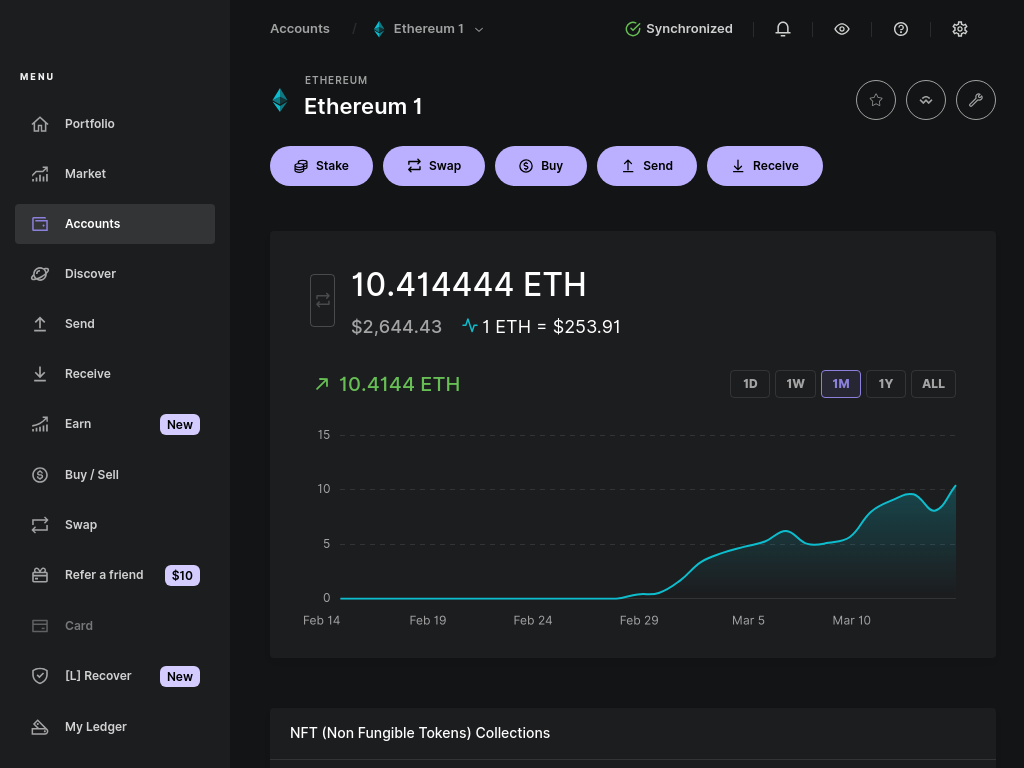 Accounts / Ethereum 1
Synchronized
MENU
Portfolio
Market
Accounts
Discover
Send
Receive
Earn New
Buy / Sell
Swap
Refer a friend $10
Card
[L] Recover New
My Ledger
ETHEREUM
Ethereum 1
Stake Swap Buy Send Receive
10.414444 ETH
$2,644.43 1 ETH = $253.91
10.4144 ETH
1D 1W 1M 1Y ALL
15
10
5
0
Feb 14 Feb 19 Feb 24 Feb 29 Mar 5 Mar 10
NFT (Non Fungible Tokens) Collections